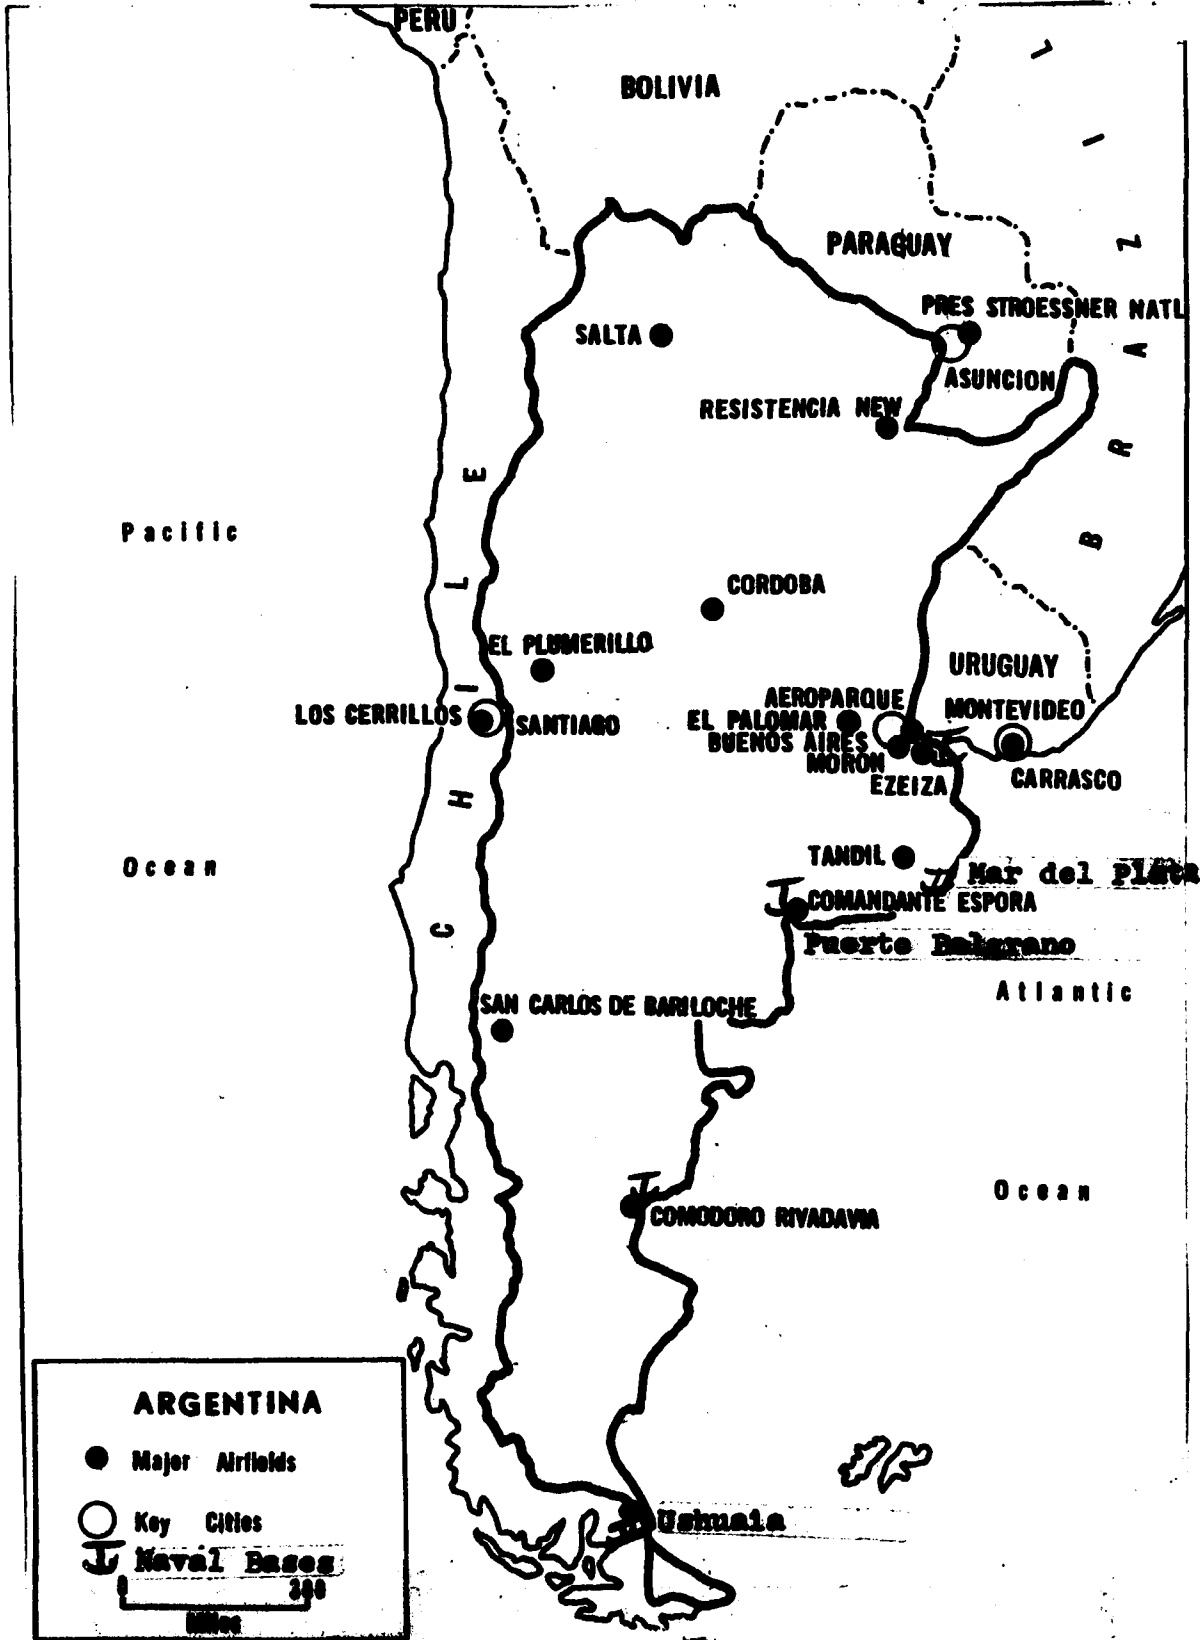 PERU
BOLIVIA
PARAGUAY
PRES STROESSNER NATL
SALTA
ASUNCION
RESISTENCIA NEW
B R A Z I L
C H I L E
Pacific
CORDOBA
EL PLUMERILLO
URUGUAY
AEROPARQUE
MONTEVIDEO
LOS CERRILLOS
SANTIAGO
EL PALOMAR
BUENOS AIRES
MORON
EZEIZA
CARRASCO
Ocean
TANDIL
Mar del Plata
COMANDANTE ESPORA
Puerto Belgrano
Atlantic
SAN CARLOS DE BARILOCHE
Ocean
COMODORO RIVADAVIA
ARGENTINA
Major Airfields
Key Cities
Naval Bases
0 300
Miles
Ushuaia